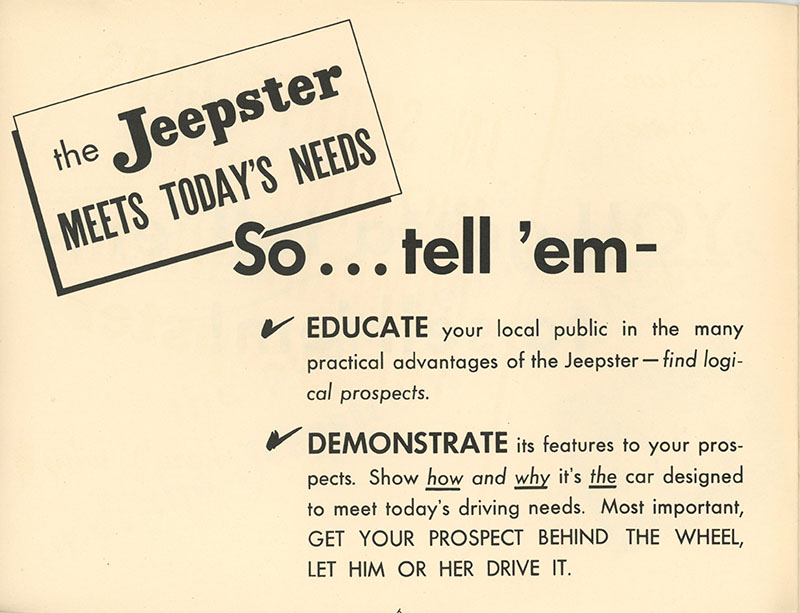 the Jeepster
MEETS TODAY'S NEEDS
So...tell 'em-
EDUCATE your local public in the many
practical advantages of the Jeepster—find logi-
cal prospects.
DEMONSTRATE its features to your pros-
pects. Show how and why it's the car designed
to meet today's driving needs. Most important,
GET YOUR PROSPECT BEHIND THE WHEEL,
LET HIM OR HER DRIVE IT.